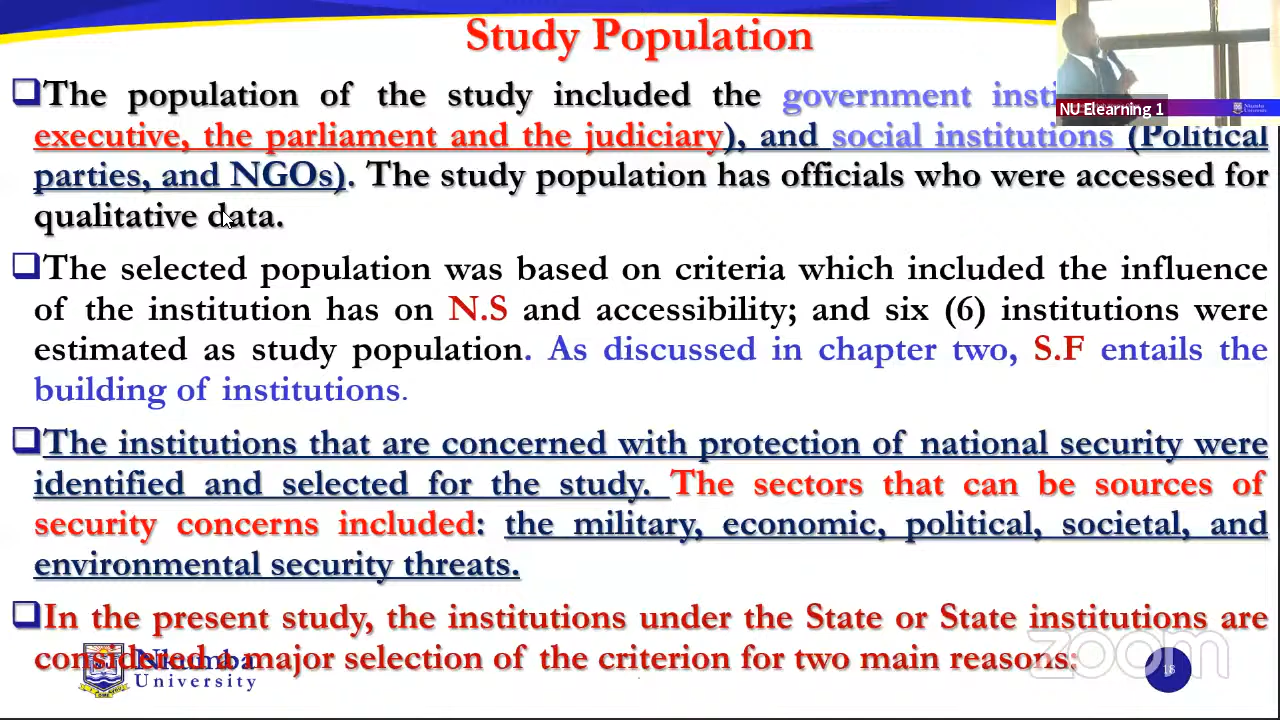 Study Population
❑The population of the study included the government
executive, the parliament and the judiciary), and social institutions (Political
parties, and NGOs). The study population has officials who were accessed for
qualitative data.
❑The selected population was based on criteria which included the influence
of the institution has on N.S and accessibility; and six (6) institutions were
estimated as study population. As discussed in chapter two, S.F entails the
building of institutions.
❑The institutions that are concerned with protection of national security were
identified and selected for the study. The sectors that can be sources of
security concerns included: the military, economic, political, societal, and
environmental security threats.
❑In the present study, the institutions under the State or State institutions are
considered a major selection of the criterion for two main reasons:
NU Elearning 1
Nkumba
University
zoom
18